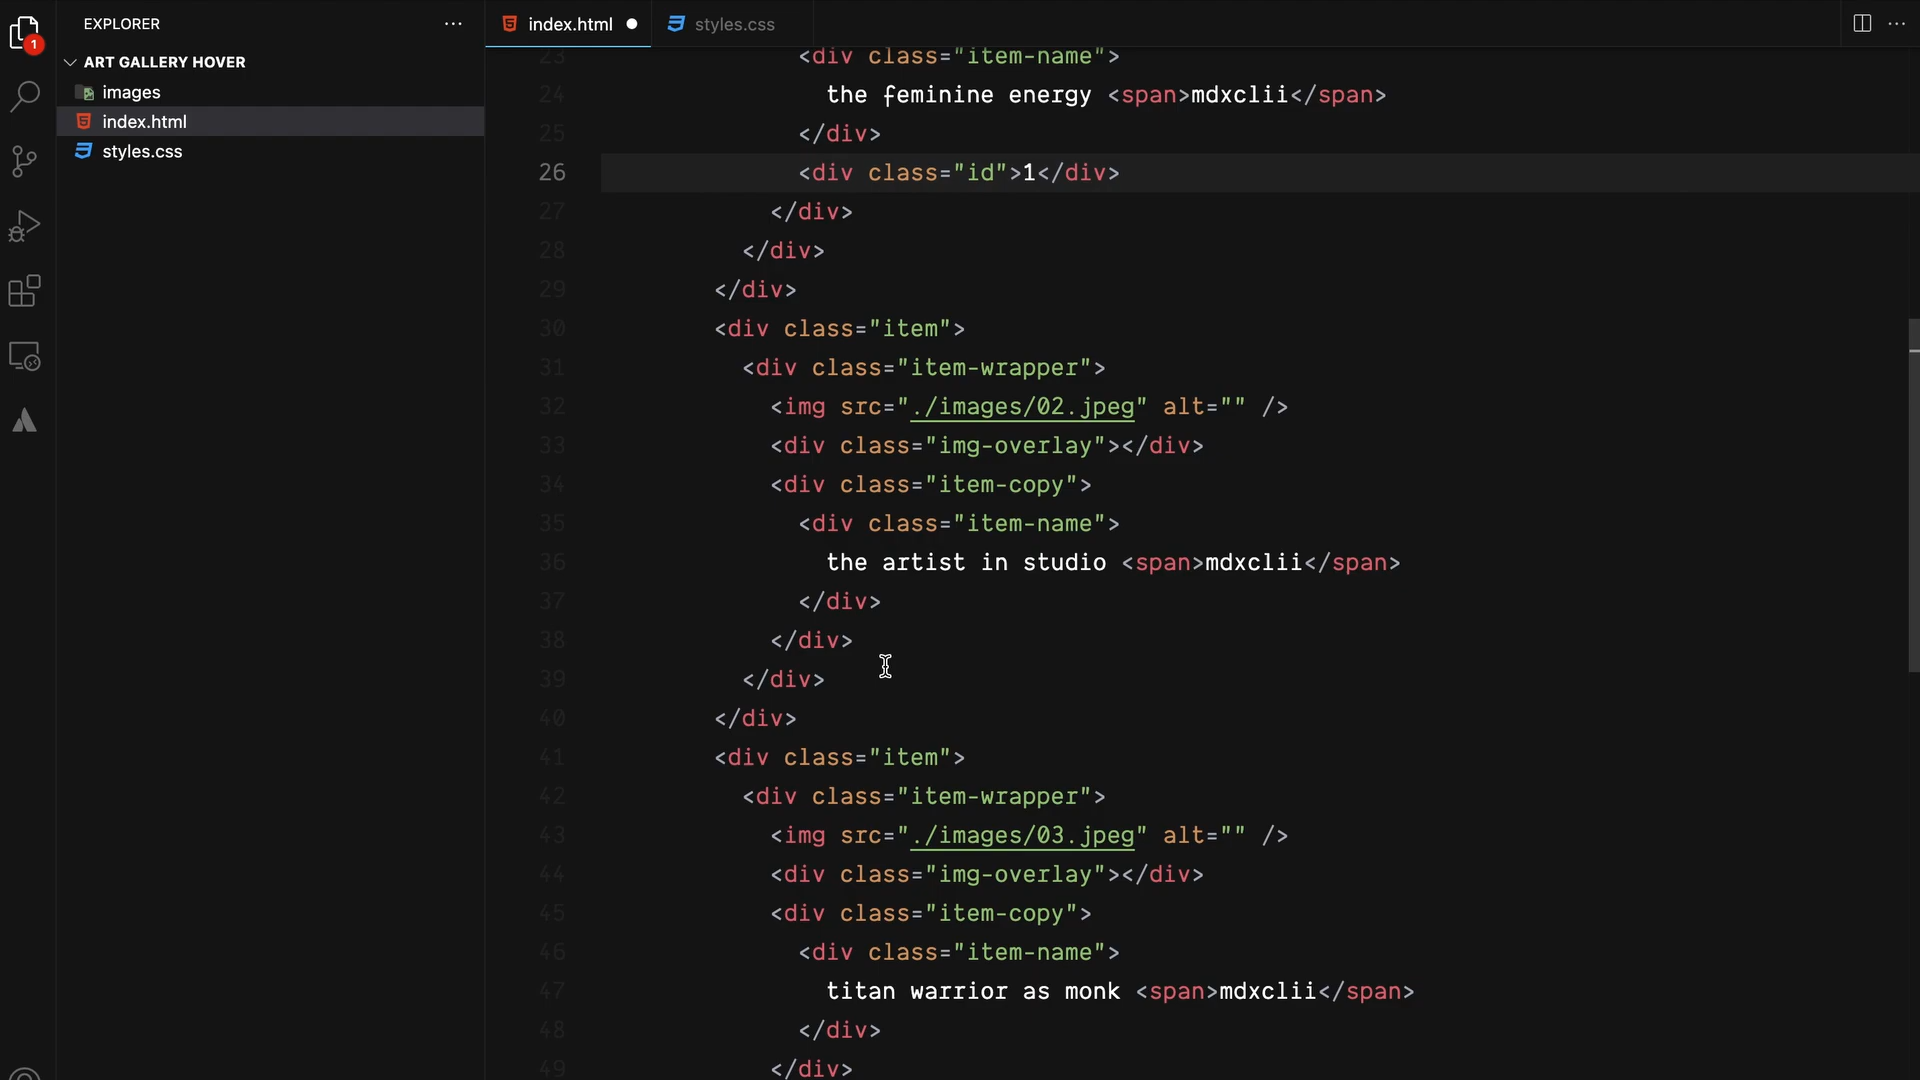 1
EXPLORER
ART GALLERY HOVER
images
index.html
styles.css
index.html
styles.css
23 <div class="item-name">
24 the feminine energy <span>mdxclii</span>
25 </div>
26 <div class="id">1</div>
27 </div>
28 </div>
29 </div>
30 <div class="item">
31 <div class="item-wrapper">
32 <img src="./images/02.jpeg" alt="" />
33 <div class="img-overlay"></div>
34 <div class="item-copy">
35 <div class="item-name">
36 the artist in studio <span>mdxclii</span>
37 </div>
38 </div>
39 </div>
40 </div>
41 <div class="item">
42 <div class="item-wrapper">
43 <img src="./images/03.jpeg" alt="" />
44 <div class="img-overlay"></div>
45 <div class="item-copy">
46 <div class="item-name">
47 titan warrior as monk <span>mdxclii</span>
48 </div>
49 </div>